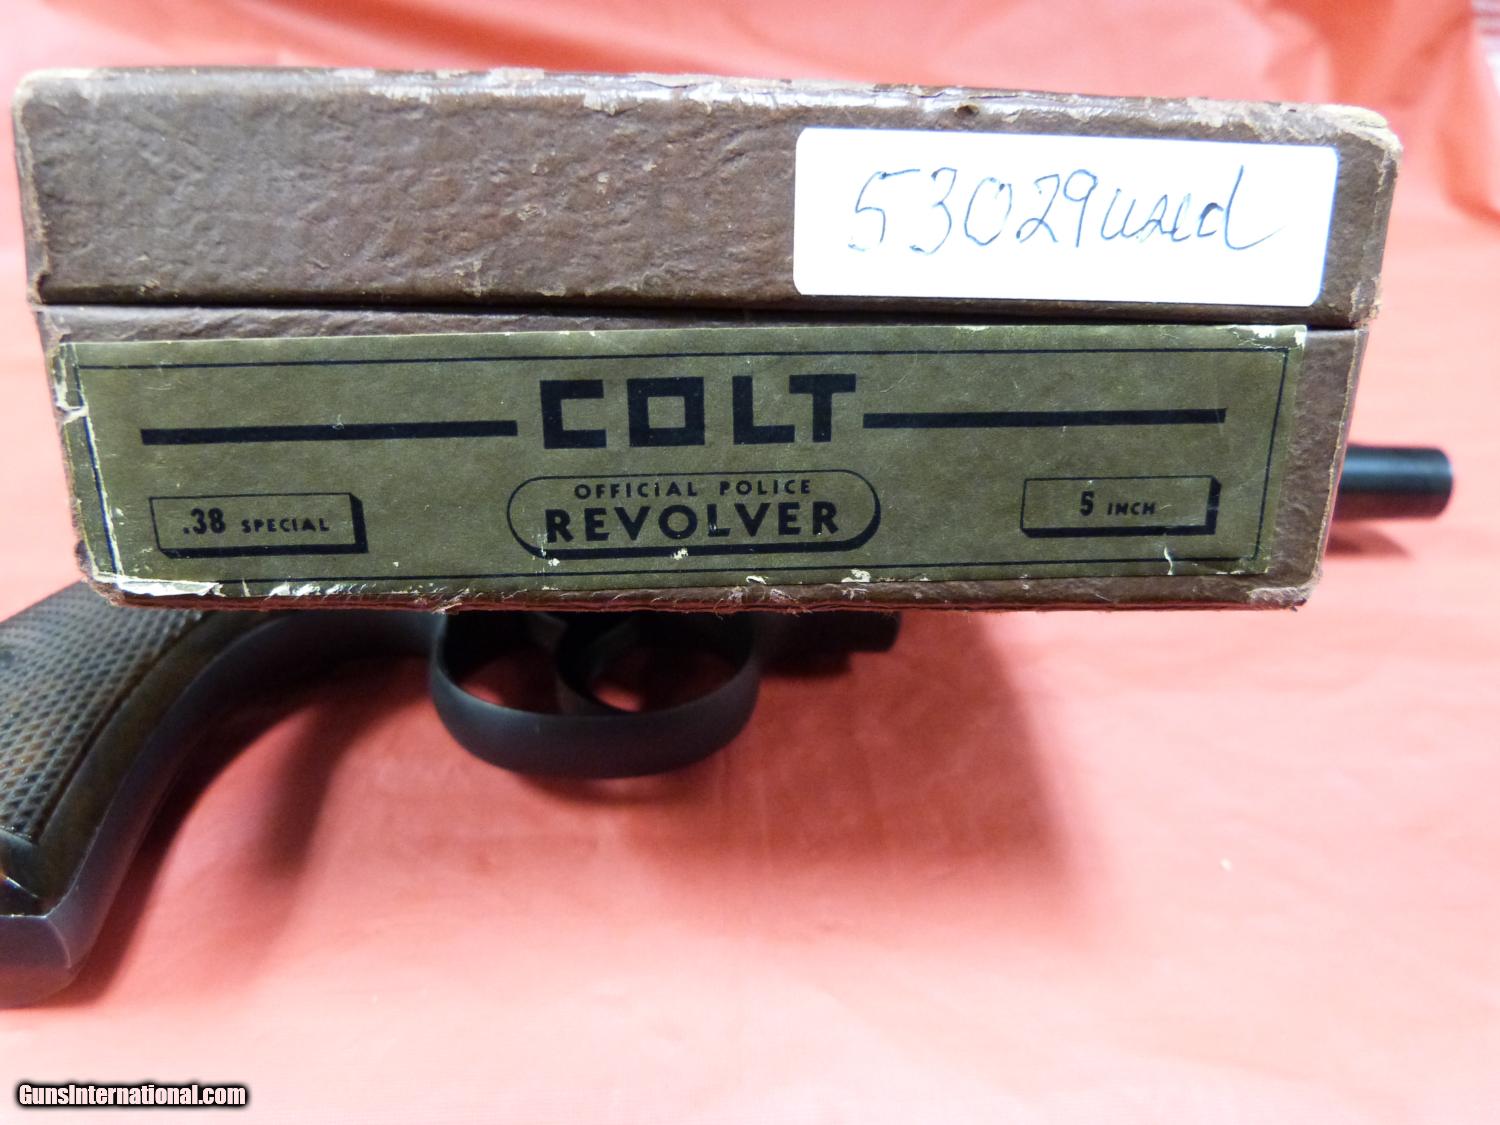 53029used
COLT
OFFICIAL POLICE
REVOLVER
.38 SPECIAL
5 INCH
GunsInternational.com